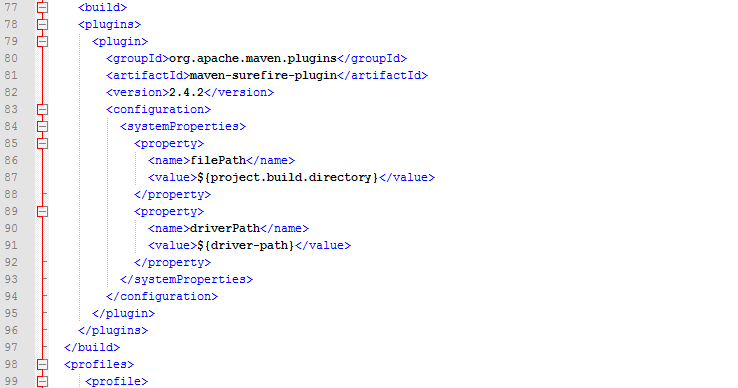 77 <build>
78 <plugins>
79 <plugin>
80 <groupId>org.apache.maven.plugins</groupId>
81 <artifactId>maven-surefire-plugin</artifactId>
82 <version>2.4.2</version>
83 <configuration>
84 <systemProperties>
85 <property>
86 <name>filePath</name>
87 <value>${project.build.directory}</value>
88 </property>
89 <property>
90 <name>driverPath</name>
91 <value>${driver-path}</value>
92 </property>
93 </systemProperties>
94 </configuration>
95 </plugin>
96 </plugins>
97 </build>
98 <profiles>
99 <profile>